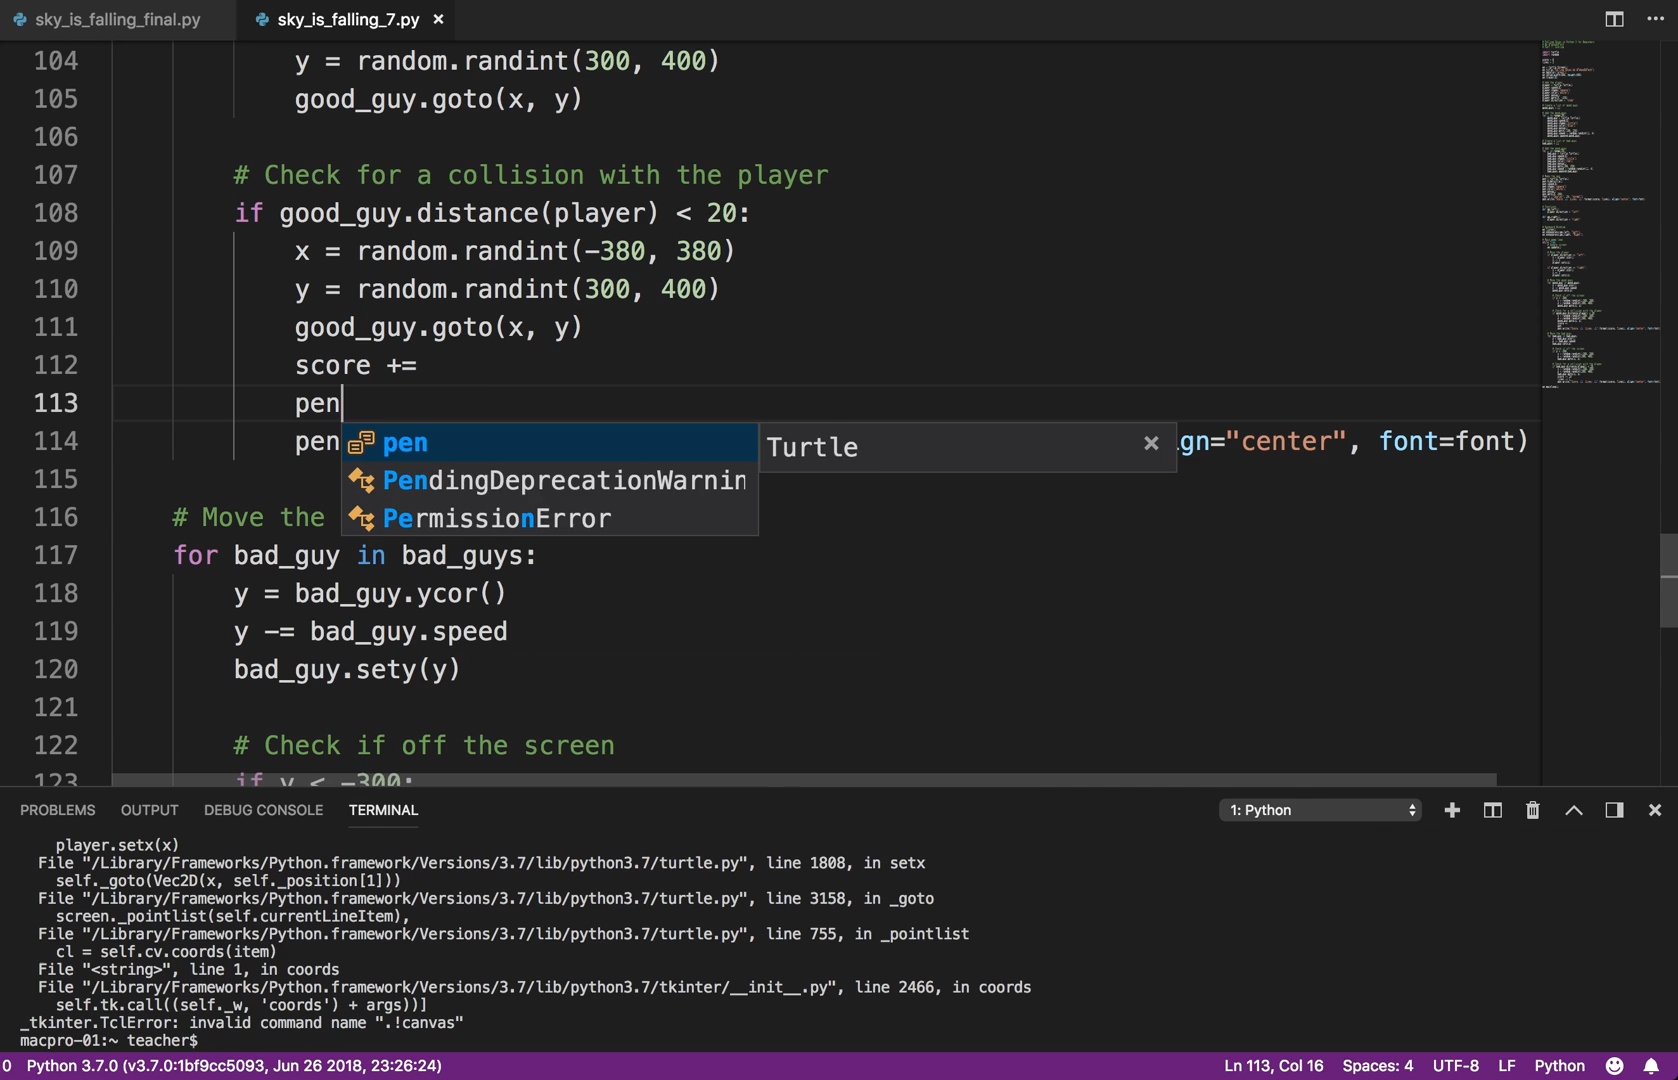 sky_is_falling_final.py
sky_is_falling_7.py ×
104 y = random.randint(300, 400)
105 good_guy.goto(x, y)
106
107 # Check for a collision with the player
108 if good_guy.distance(player) < 20:
109 x = random.randint(-380, 380)
110 y = random.randint(300, 400)
111 good_guy.goto(x, y)
112 score +=
113 pen
114 pen gn="center", font=font)
pen Turtle ×
PendingDeprecationWarnin
PermissionError
115
116 # Move the
117 for bad_guy in bad_guys:
118 y = bad_guy.ycor()
119 y -= bad_guy.speed
120 bad_guy.sety(y)
121
122 # Check if off the screen
123 if y < -300:
PROBLEMS OUTPUT DEBUG CONSOLE TERMINAL 1: Python
player.setx(x)
File "/Library/Frameworks/Python.framework/Versions/3.7/lib/python3.7/turtle.py", line 1808, in setx
self._goto(Vec2D(x, self._position[1]))
File "/Library/Frameworks/Python.framework/Versions/3.7/lib/python3.7/turtle.py", line 3158, in _goto
screen._pointlist(self.currentLineItem),
File "/Library/Frameworks/Python.framework/Versions/3.7/lib/python3.7/turtle.py", line 755, in _pointlist
cl = self.cv.coords(item)
File "<string>", line 1, in coords
File "/Library/Frameworks/Python.framework/Versions/3.7/lib/python3.7/tkinter/__init__.py", line 2466, in coords
self.tk.call((self._w, 'coords') + args))]
_tkinter.TclError: invalid command name ".!canvas"
macpro-01:~ teacher$
0 Python 3.7.0 (v3.7.0:1bf9cc5093, Jun 26 2018, 23:26:24) Ln 113, Col 16 Spaces: 4 UTF-8 LF Python